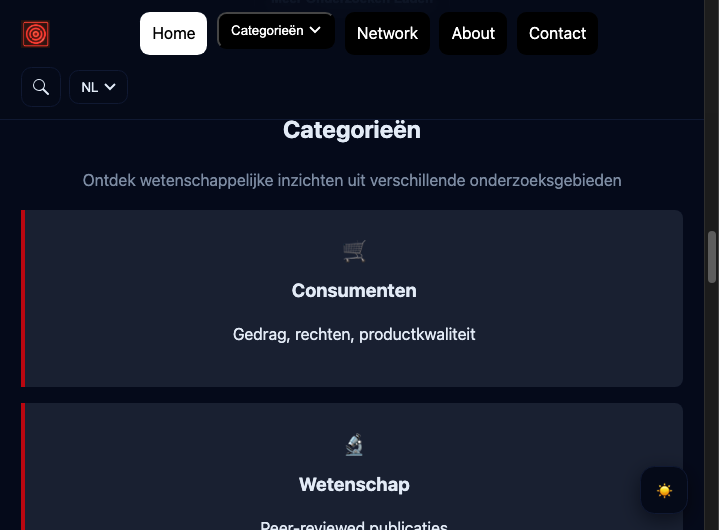 Home
Categorieën
Network
About
Contact
NL
Categorieën
Ontdek wetenschappelijke inzichten uit verschillende onderzoeksgebieden
Consumenten
Gedrag, rechten, productkwaliteit
Wetenschap
Peer-reviewed publicaties